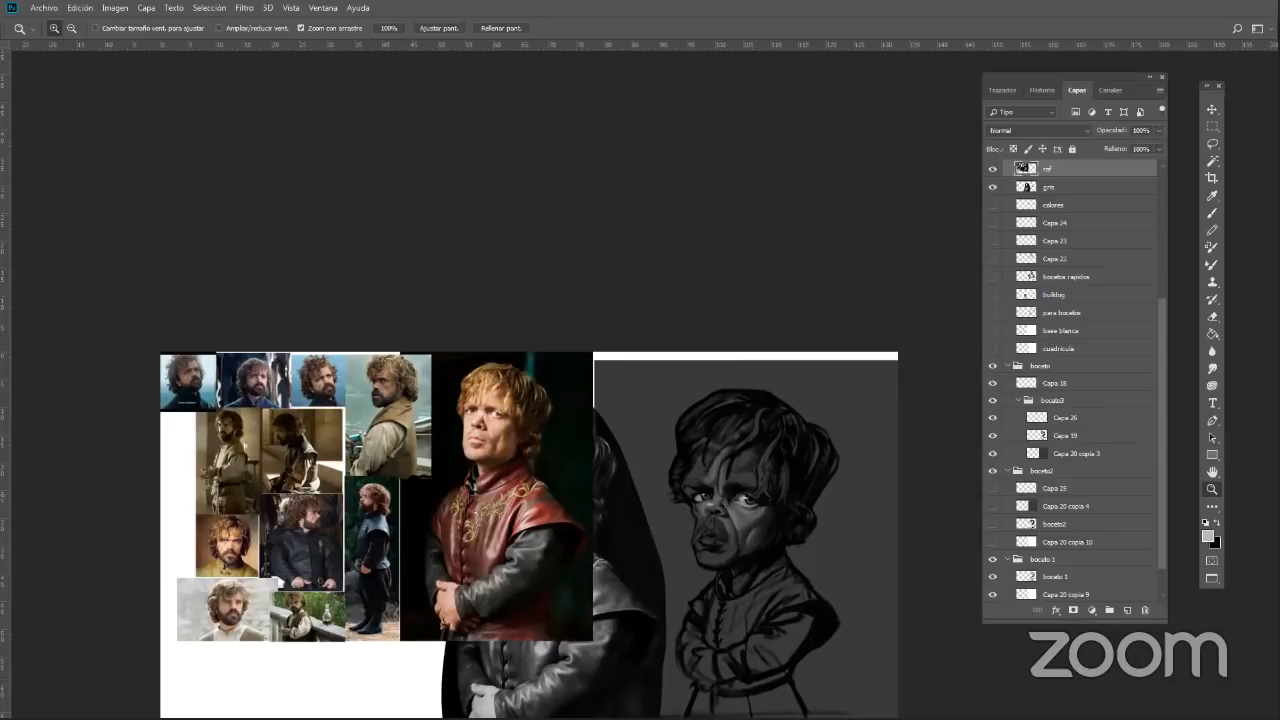 Archivo Edición Imagen Capa Texto Selección Filtro 3D Vista Ventana Ayuda
Cambiar tamaño vent. para ajustar Ampliar/reducir vent. Zoom con arrastre 100% Ajustar pant. Rellenar pant.
Trazados Historia Capas Canales
Tipo
Normal Opacidad: 100%
Bloq.: Relleno: 100%
ref
gris
colores
Capa 24
Capa 23
Capa 22
bocetos rapidos
bulldog
para bocetos
base blanca
cuadricula
boceto
Capa 18
boceto3
Capa 26
Capa 19
Capa 20 copia 3
boceto2
Capa 25
Capa 20 copia 4
boceto2
Capa 20 copia 10
boceto 1
boceto 1
Capa 20 copia 9
zoom